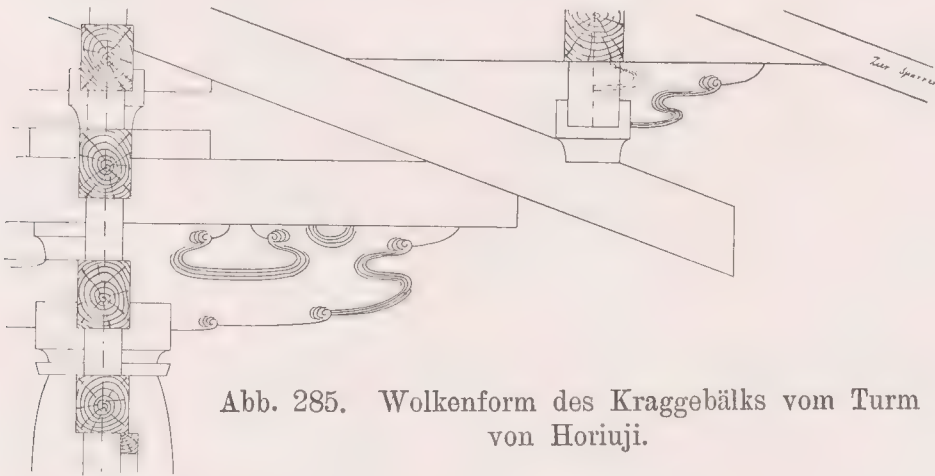 Zur Sparren
Abb. 285. Wolkenform des Kraggebälks vom Turm
von Horiuji.